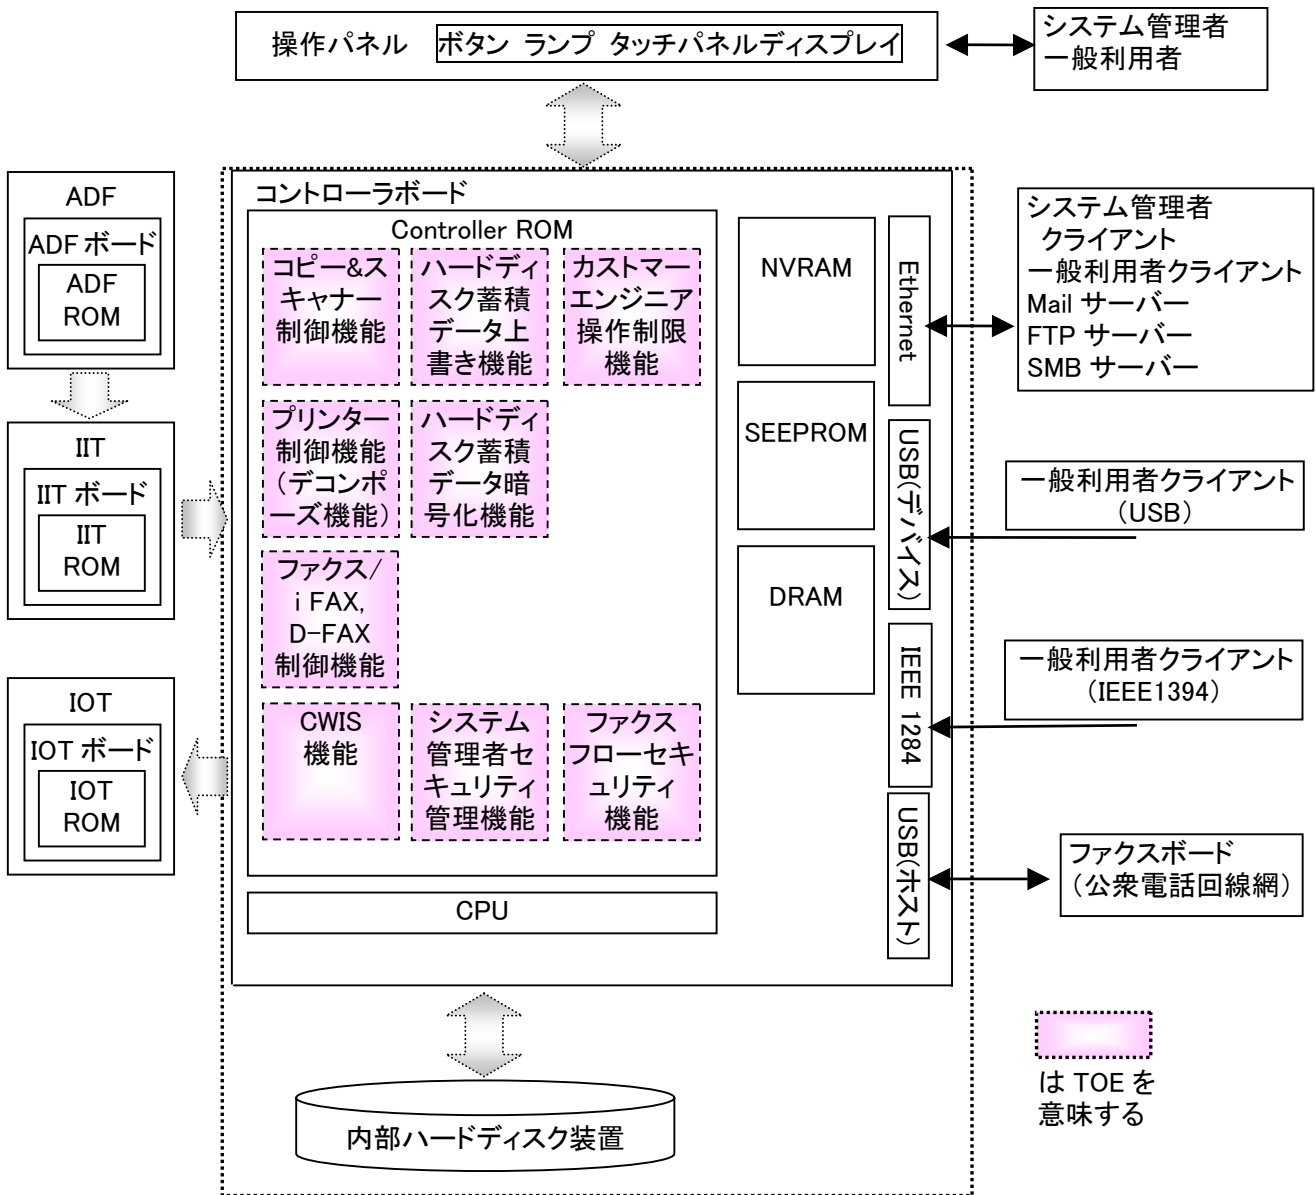 操作パネル ボタン ランプ タッチパネルディスプレイ
システム管理者
一般利用者
ADF
ADF ボード
ADF
ROM
IIT
IIT ボード
IIT
ROM
IOT
IOT ボード
IOT
ROM
コントローラボード
Controller ROM
コピー&ス
キャナー
制御機能
ハードディ
スク蓄積
データ上
書き機能
カストマー
エンジニア
操作制限
機能
プリンター
制御機能
(デコンポ
ーズ機能)
ハードディ
スク蓄積
データ暗
号化機能
ファクス/
i FAX,
D-FAX
制御機能
CWIS
機能
システム
管理者セ
キュリティ
管理機能
ファクス
フローセキ
ュリティ
機能
CPU
NVRAM
SEEPROM
DRAM
Ethernet
USB(デバイス)
IEEE 1284
USB(ホスト)
システム管理者
クライアント
一般利用者クライアント
Mail サーバー
FTP サーバー
SMB サーバー
一般利用者クライアント
(USB)
一般利用者クライアント
(IEEE1394)
ファクスボード
(公衆電話回線網)
内部ハードディスク装置
は TOE を
意味する